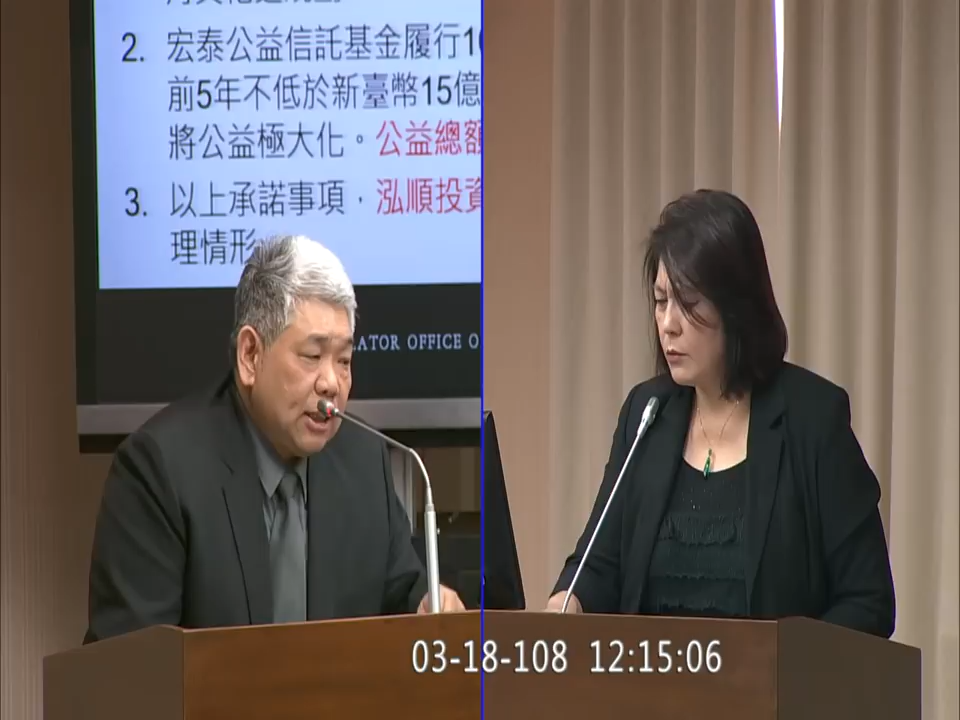 2. 宏泰公益信託基金履行1
前5年不低於新臺幣15億
將公益極大化。公益總額
3. 以上承諾事項，泓順投資
理情形
ATOR OFFICE O
03-18-108 12:15:06